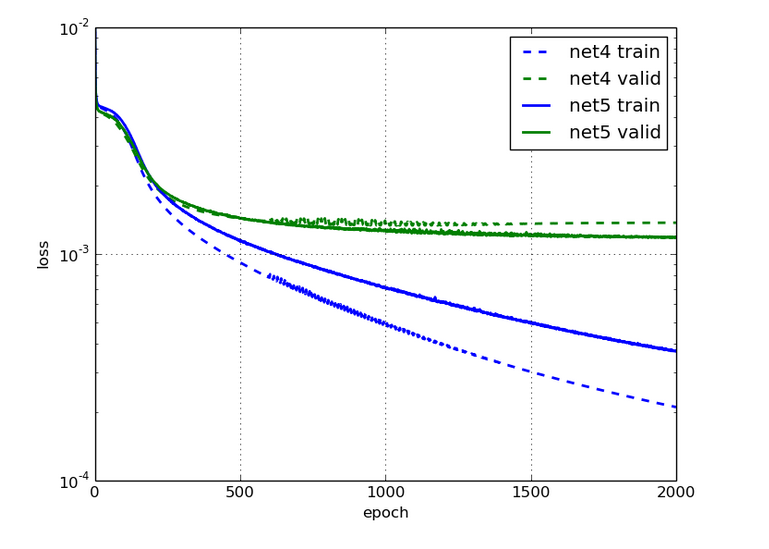 10^-2
net4 train
net4 valid
net5 train
net5 valid
loss
10^-3
10^-4
0 500 1000 1500 2000
epoch